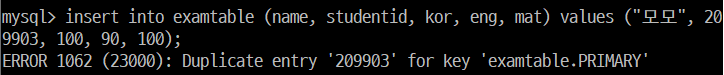 mysql> insert into examtable (name, studentid, kor, eng, mat) values ("모모", 20
9903, 100, 90, 100);
ERROR 1062 (23000): Duplicate entry '209903' for key 'examtable.PRIMARY'